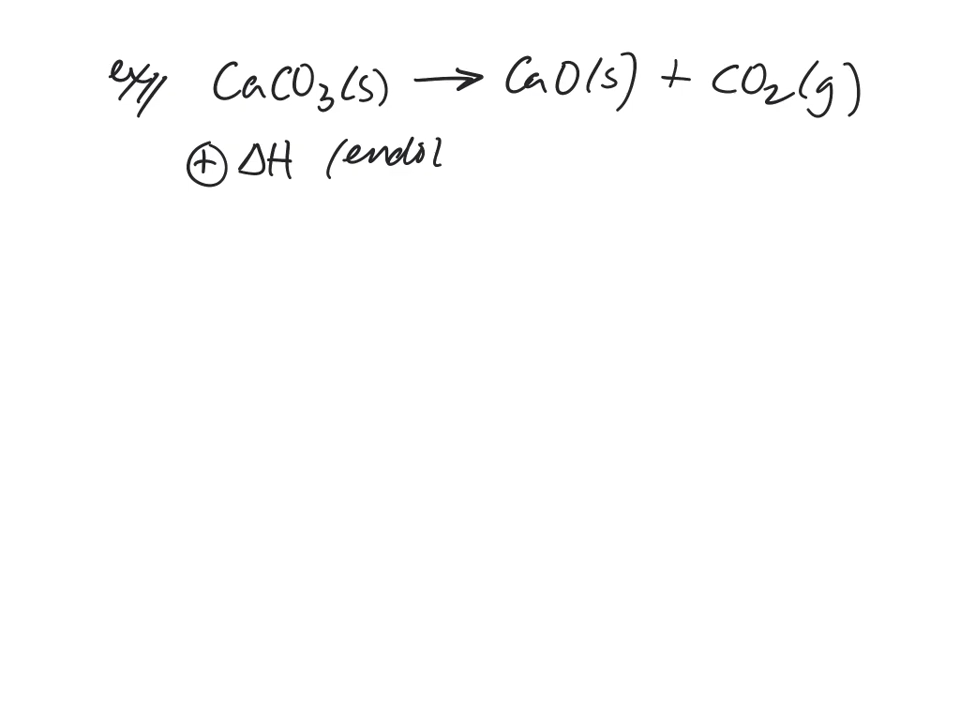 ex// CaCO₃(s) → CaO(s) + CO₂(g)
⊕ ΔH (endo)